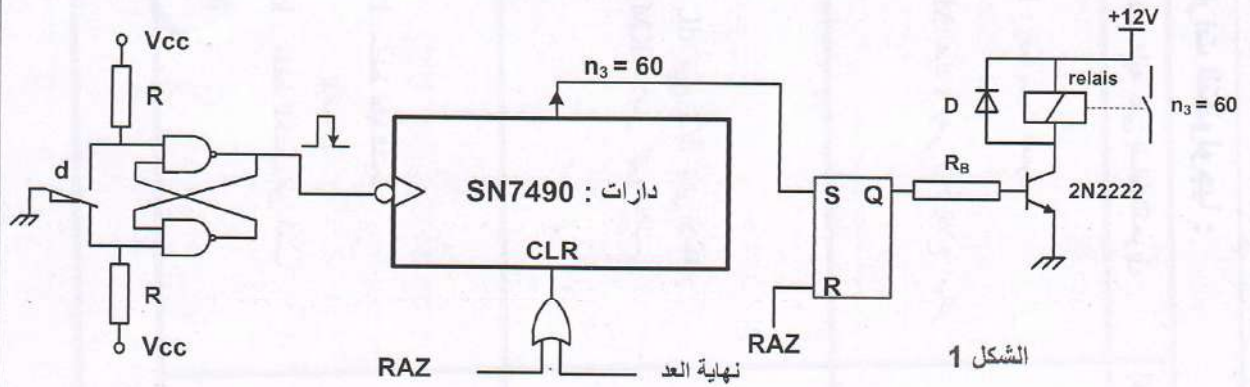 Vcc
R
d
R
Vcc
n₃ = 60
SN7490 : دارات
CLR
RAZ
نهاية العد
S Q
R
RAZ
R_B
+12V
relais
D
n₃ = 60
2N2222
الشكل 1